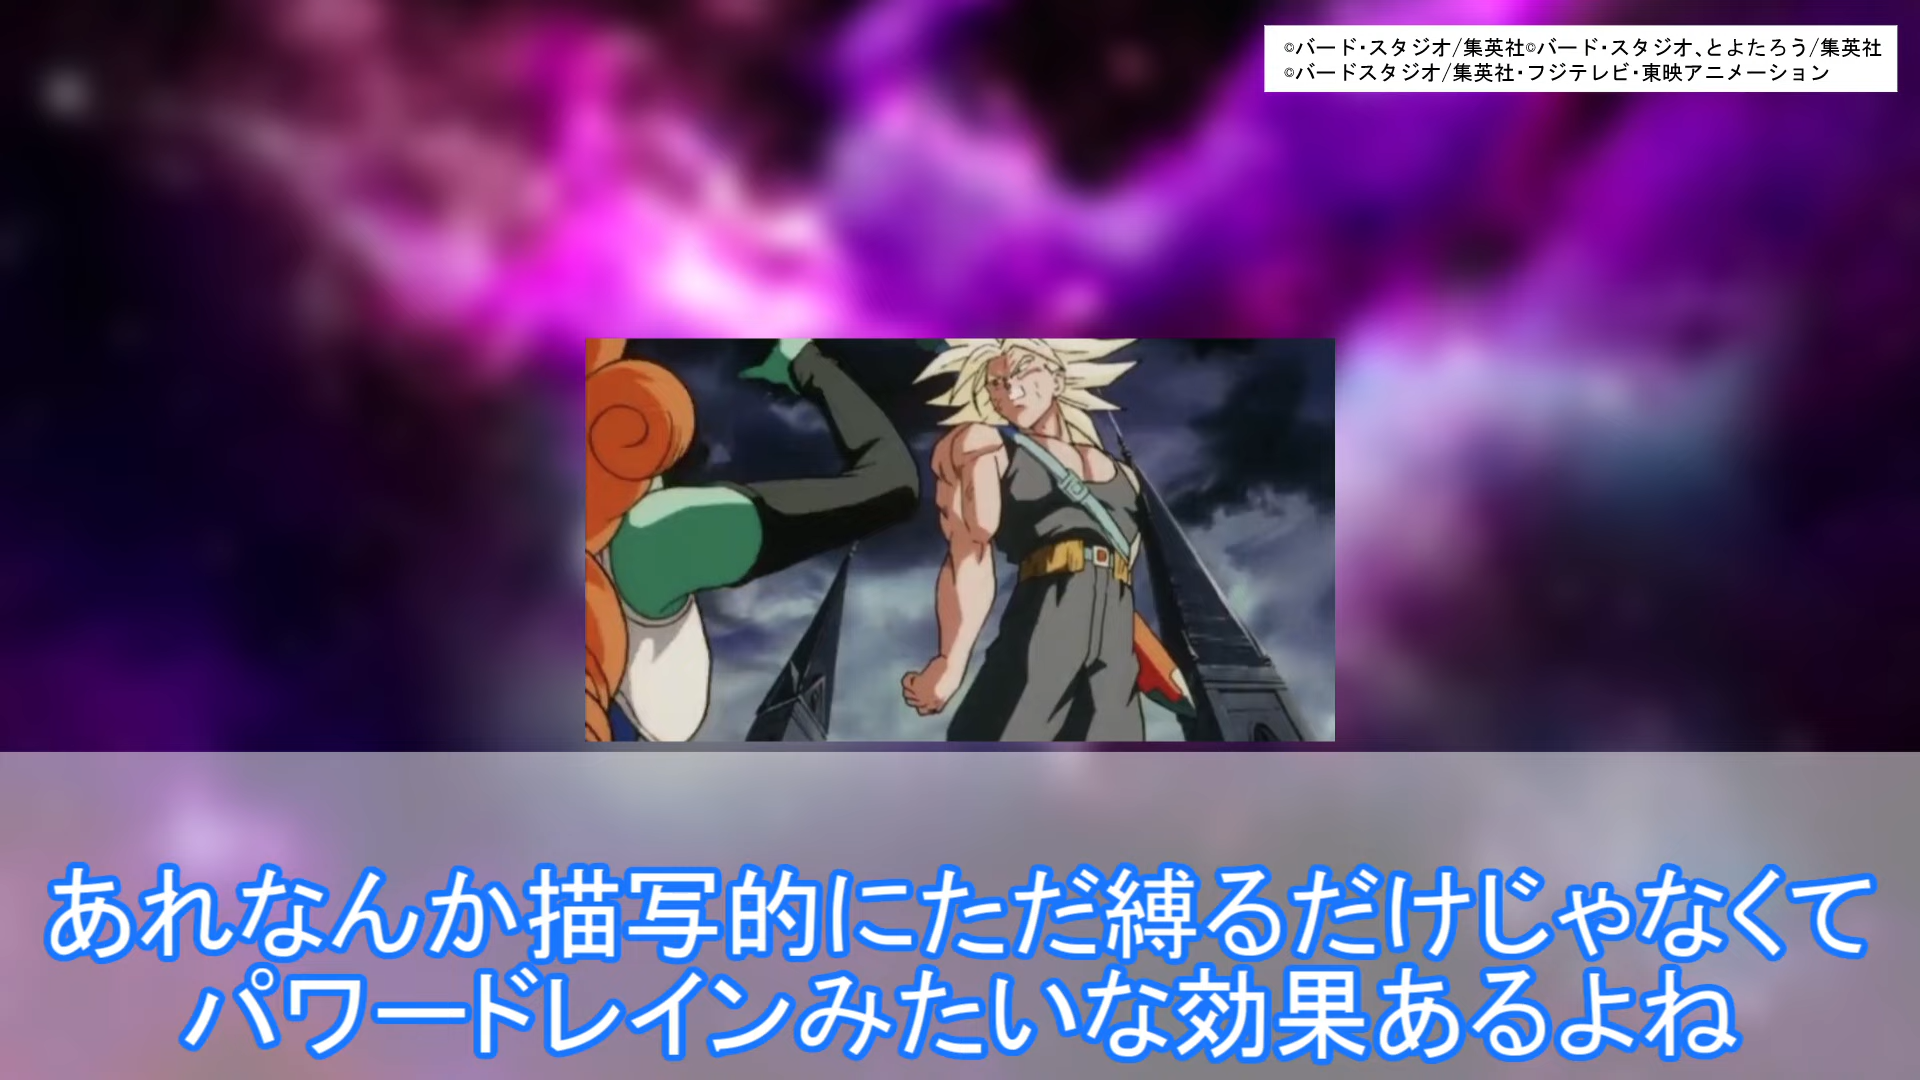 ©バード・スタジオ/集英社©バード・スタジオ、とよたろう/集英社
©バードスタジオ/集英社・フジテレビ・東映アニメーション
あれなんか描写的にただ縛るだけじゃなくて
パワードレインみたいな効果あるよね